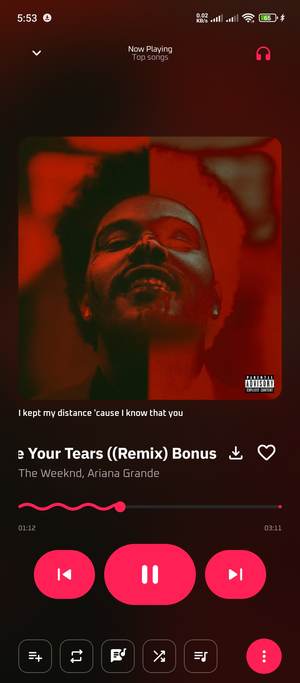 5:53
0.02
KB/s
65
Now Playing
Top songs
PARENTAL
ADVISORY
EXPLICIT CONTENT
I kept my distance 'cause I know that you
e Your Tears ((Remix) Bonus
The Weeknd, Ariana Grande
01:12
03:11